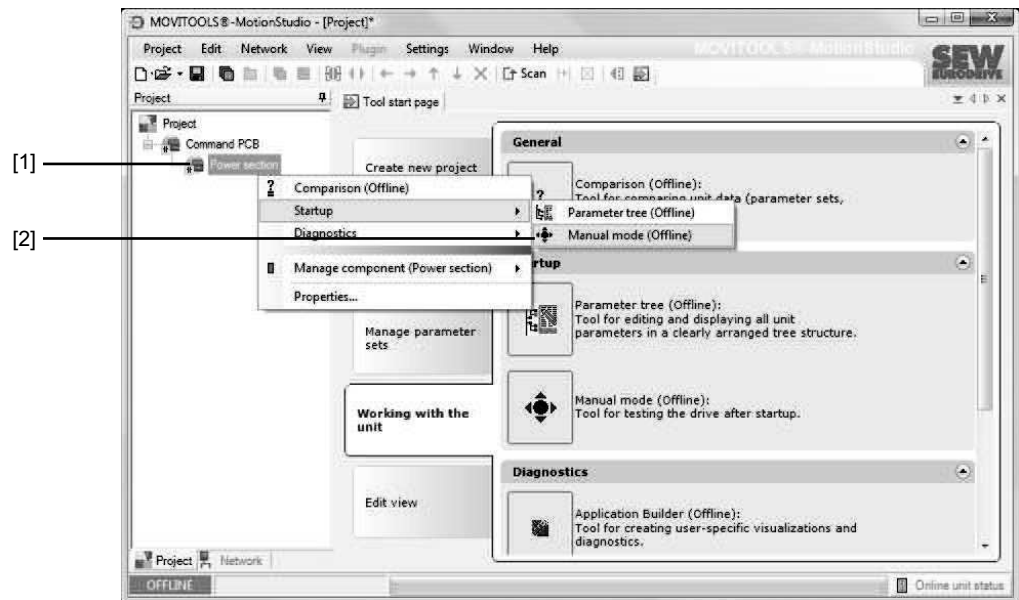 MOVITOOLS®-MotionStudio - [Project]*
Project Edit Network View Plugin Settings Window Help
MOVITOOLS® MotionStudio
SEW
EURODRIVE
Scan
Project
Tool start page
Project
Command PCB
[1]
Power section
Create new project
General
Comparison (Offline):
Tool for comparing unit data (parameter sets,
?
Comparison (Offline)
Startup
Diagnostics
Manage component (Power section)
Properties...
Parameter tree (Offline)
[2]
Manual mode (Offline)
rtup
Parameter tree (Offline):
Tool for editing and displaying all unit
parameters in a clearly arranged tree structure.
Manage parameter
sets
Manual mode (Offline):
Tool for testing the drive after startup.
Working with the
unit
Diagnostics
Edit view
Application Builder (Offline):
Tool for creating user-specific visualizations and
diagnostics.
Project Network
OFFLINE
Online unit status